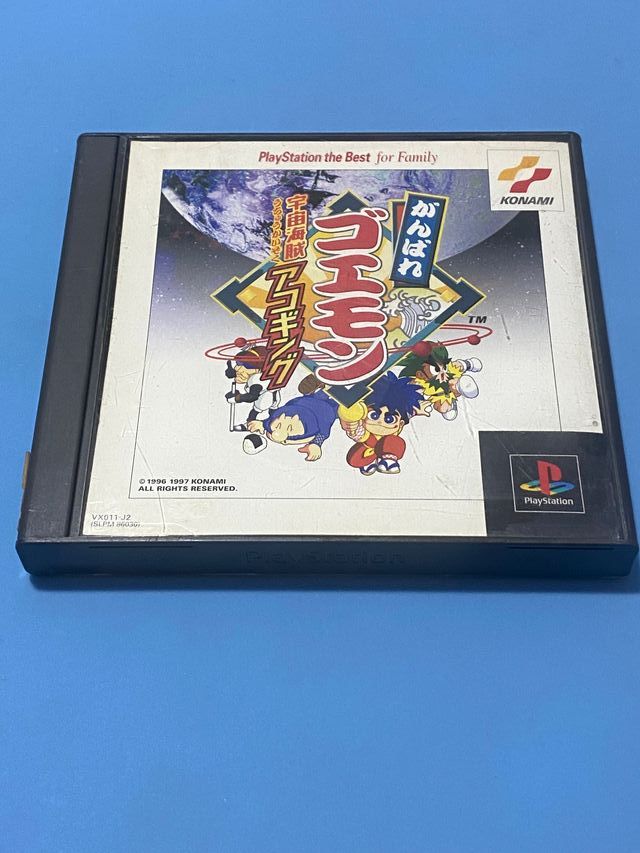 PlayStation the Best for Family
KONAMI
がんばれ
ゴエモン
TM
宇宙海賊
うちゅうかいぞく
アコギング
© 1996 1997 KONAMI
ALL RIGHTS RESERVED.
VX011-J2
(SLPM 86030)
PlayStation
PlayStation